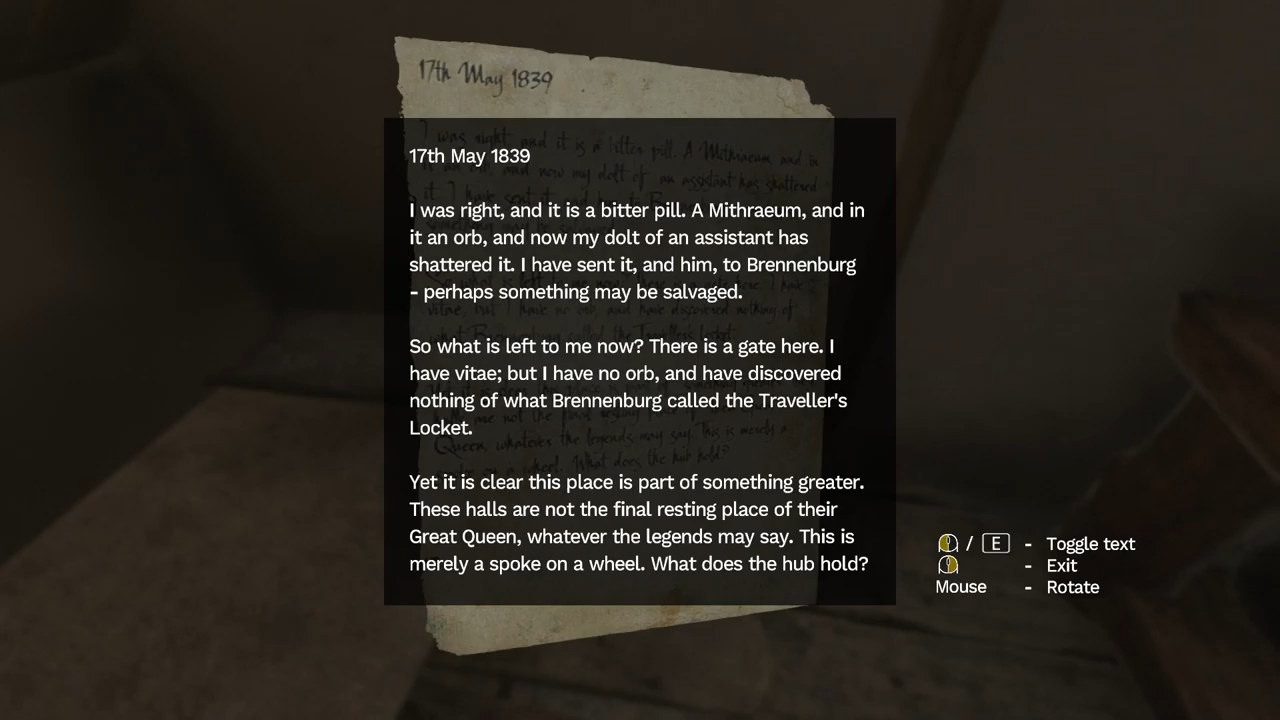 17th May 1839
17th May 1839
I was right, and it is a bitter pill. A Mithraeum, and in
it an orb, and now my dolt of an assistant has
shattered it. I have sent it, and him, to Brennenburg
- perhaps something may be salvaged.
So what is left to me now? There is a gate here. I
have vitae; but I have no orb, and have discovered
nothing of what Brennenburg called the Traveller's
Locket.
Yet it is clear this place is part of something greater.
These halls are not the final resting place of their
Great Queen, whatever the legends may say. This is
merely a spoke on a wheel. What does the hub hold?
/ E - Toggle text
- Exit
Mouse - Rotate